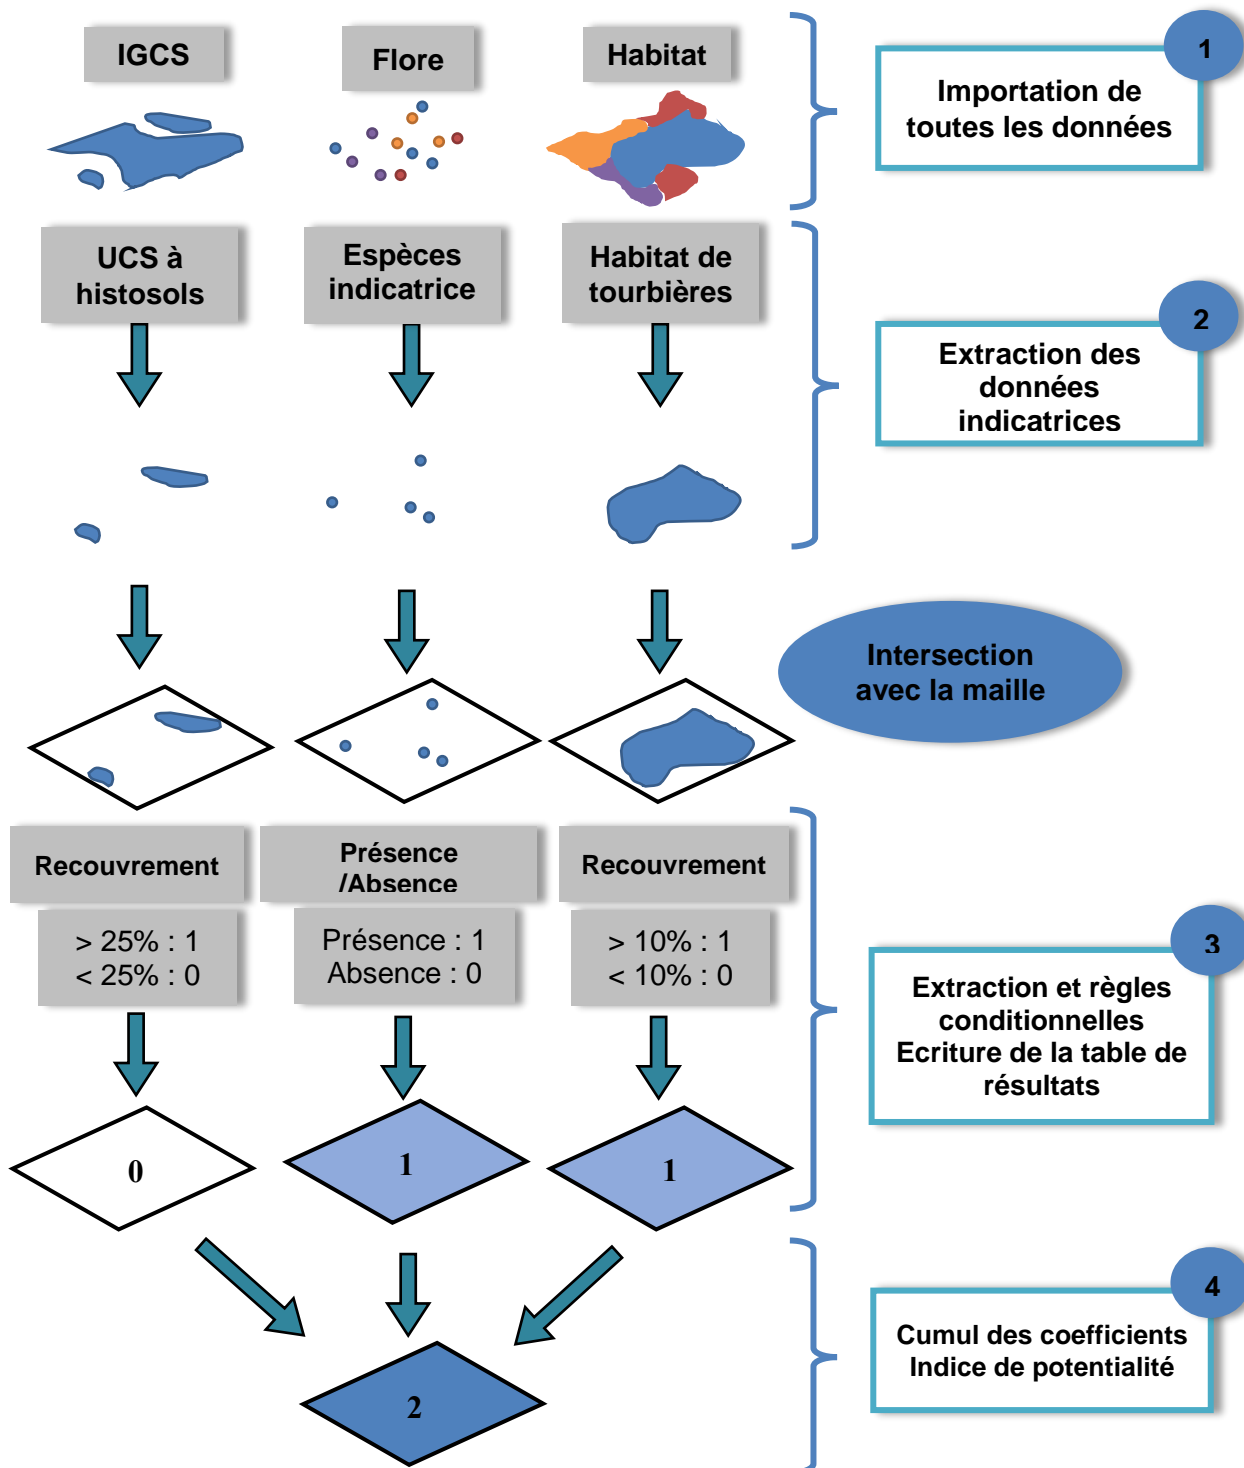 IGCS
Flore
Habitat
1
Importation de
toutes les données
UCS à
histosols
Espèces
indicatrice
Habitat de
tourbières
2
Extraction des
données
indicatrices
Intersection
avec la maille
Recouvrement
Présence
/Absence
Recouvrement
> 25% : 1
< 25% : 0
Présence : 1
Absence : 0
> 10% : 1
< 10% : 0
3
Extraction et règles
conditionnelles
Ecriture de la table de
résultats
0
1
1
4
Cumul des coefficients
Indice de potentialité
2